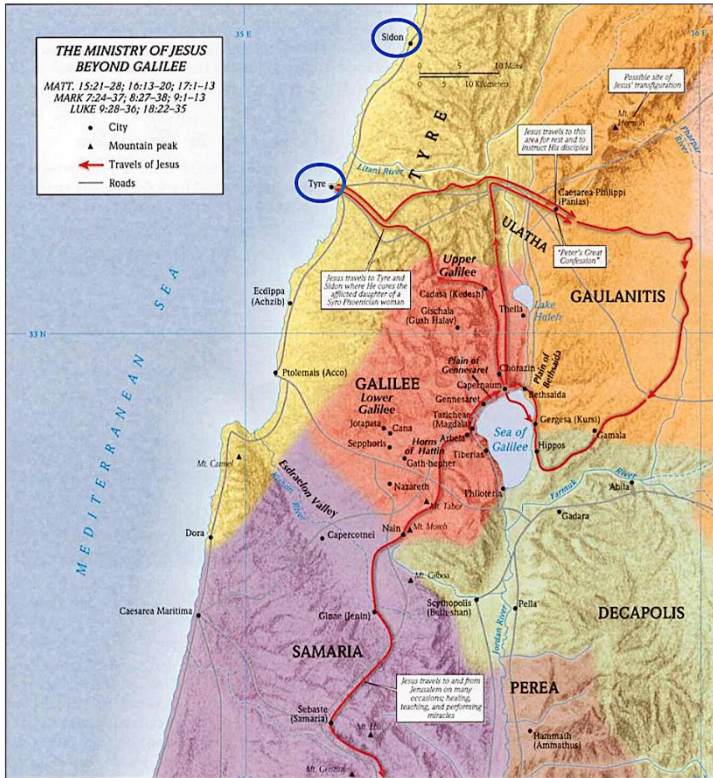 THE MINISTRY OF JESUS
BEYOND GALILEE
MATT. 15:21–28; 16:13–20; 17:1–13
MARK 7:24–37; 8:27–38; 9:1–13
LUKE 9:28–36; 18:22–35
City
Mountain peak
Travels of Jesus
Roads
35 E
36 E
Sidon
0 10 Miles
0 10 Kilometers
Possible site
of
Jesus' transfiguration
Mt.
Hermon
Pharpar
River
TYRE
Jesus travels to this
area for rest and to
instruct His disciples
Litani River
Tyre
Caesarea Philippi
(Panias)
ULATHA
"Peter's Great
Confession"
Jesus travels to Tyre and
Sidon where He cures the
afflicted daughter of a
Syro Phoenician woman
Upper
Galilee
Cadasa (Kedesh)
GAULANITIS
Ecdippa
(Achzib)
Gischala
(Gush Halav)
Thella
Lake
Huleh
33 N
33 N
MEDITERRANEAN SEA
Plain of
Gennesaret
Chorazin
Plain of
Bethsaida
Ptolemais (Acco)
GALILEE
Lower
Galilee
Capernaum
Bethsaida
Gennesaret
Jotapata
Cana
Taricheae
(Magdala)
Gergesa (Kursi)
Sepphoris
Horns
of Hattin
Arbela
Sea of
Galilee
Gamala
Hippos
Tiberias
Gath-hepher
Mt. Carmel
Esdraelon Valley
Kishon River
Nazareth
Philoteria
Yarmuk River
Abila
Mt. Tabor
Gadara
Dora
Capercotnei
Nain
Mt. Moreh
Mt. Gilboa
Caesarea Maritima
Ginae (Jenin)
Scythopolis
(Beth-shan)
Pella
DECAPOLIS
Jordan River
SAMARIA
Jesus travels to and from
Jerusalem on many
occasions; healing,
teaching, and performing
miracles
PEREA
Sebaste
(Samaria)
Hammath
(Ammathus)
Mt. Gerizim